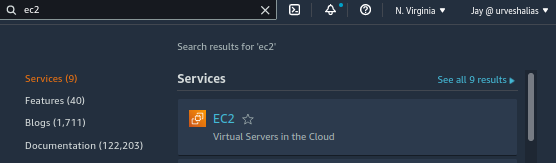 ec2
N. Virginia ▼
Jay @ urveshalias ▼
Search results for 'ec2'
Services (9)
Features (40)
Blogs (1,711)
Documentation (122,203)
Services
See all 9 results ▶
EC2 ☆
Virtual Servers in the Cloud